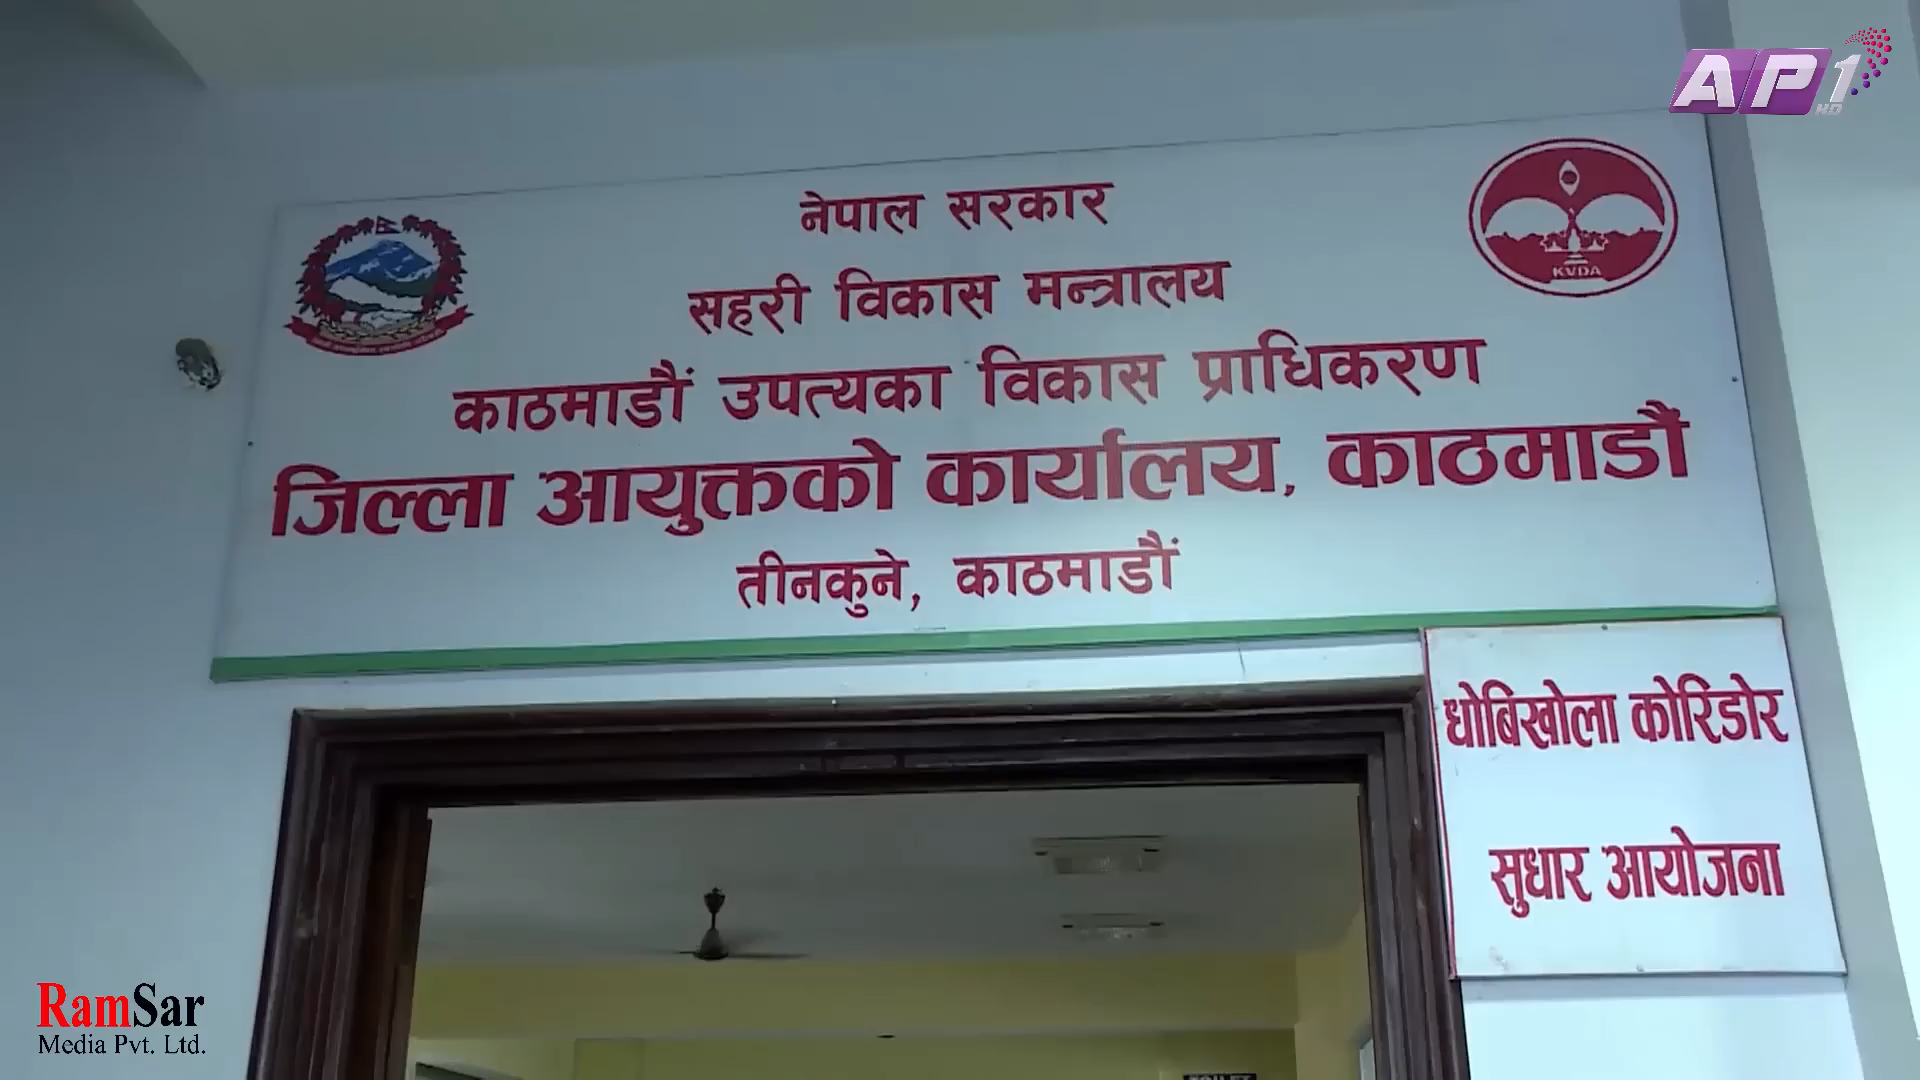 AP1
HD
नेपाल सरकार
सहरी विकास मन्त्रालय
KVDA
काठमाडौं उपत्यका विकास प्राधिकरण
जिल्ला आयुक्तको कार्यालय, काठमाडौं
तीनकुने, काठमाडौं
धोबिखोला कोरिडोर
सुधार आयोजना
RamSar
Media Pvt. Ltd.